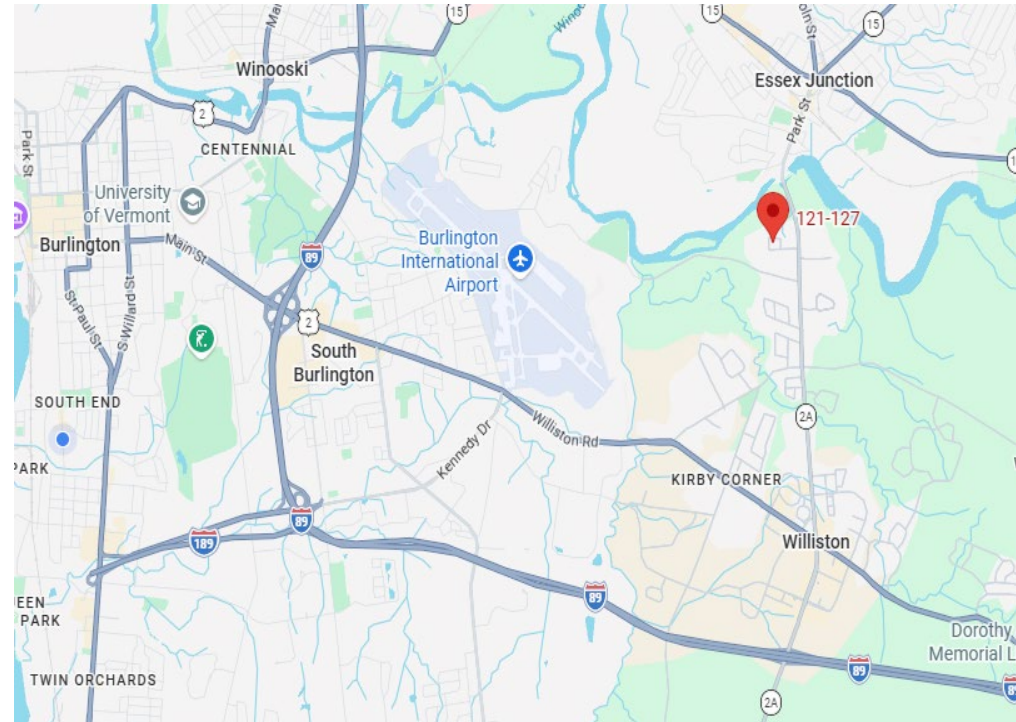 15
15
15
Winooski
Winoo
Essex Junction
Park St
2
Park St
CENTENNIAL
University
of Vermont
121-127
Burlington
Main St
Burlington
International
Airport
89
St Paul St
S Willard St
2
South
Burlington
SOUTH END
2A
Williston Rd
Kennedy Dr
PARK
KIRBY CORNER
89
189
Williston
89
EEN
PARK
Dorothy
Memorial L
TWIN ORCHARDS
89
89
2A